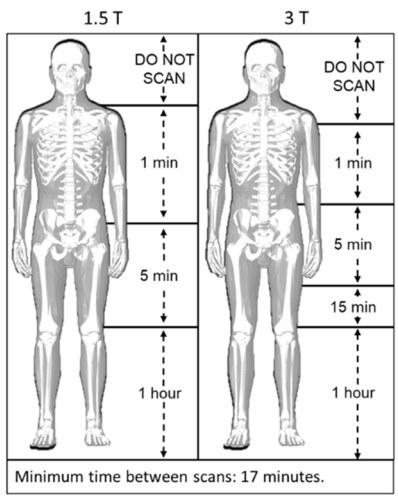 1.5 T
3 T
DO NOT
SCAN
1 min
5 min
1 hour
DO NOT
SCAN
1 min
5 min
15 min
1 hour
Minimum time between scans: 17 minutes.